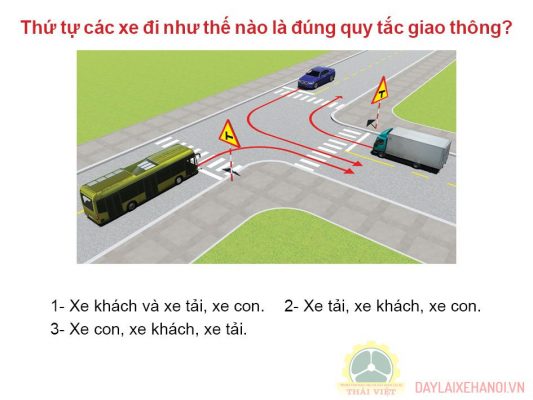 Thứ tự các xe đi như thế nào là đúng quy tắc giao thông?
1- Xe khách và xe tải, xe con. 2- Xe tải, xe khách, xe con.
3- Xe con, xe khách, xe tải.
THÁI VIỆT
DAYLAIXEHANOI.VN